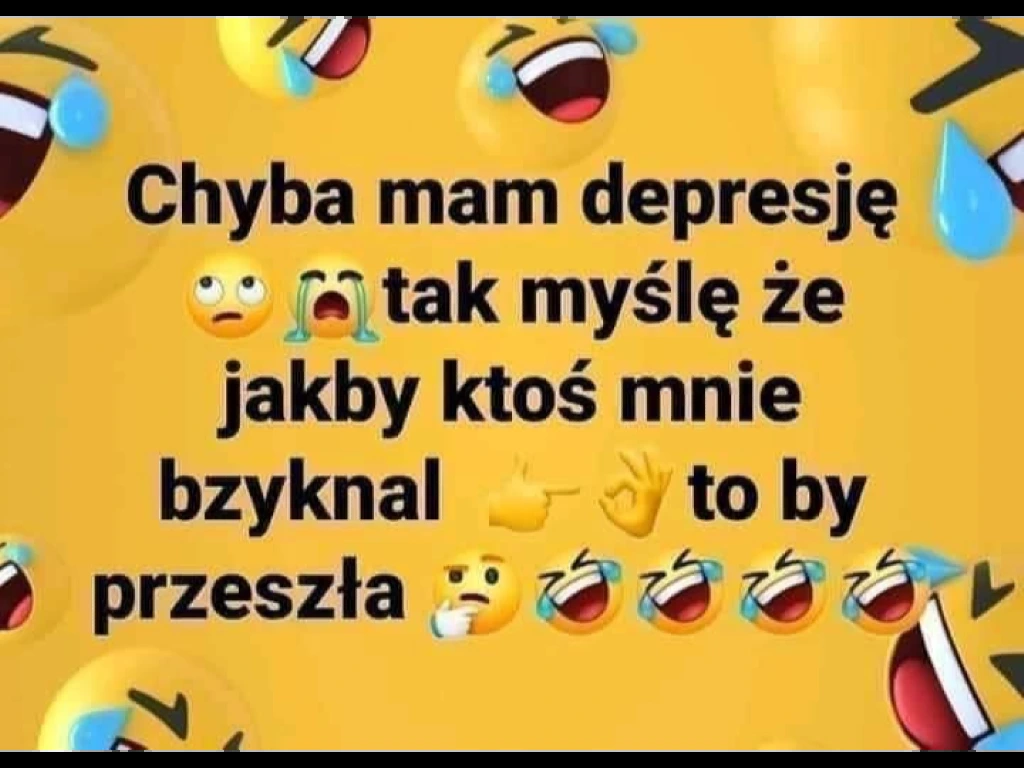 Chyba mam depresję
🙄😭tak myślę że
jakby ktoś mnie
bzyknal 👉👌to by
przeszła 🤔🤣🤣🤣🤣